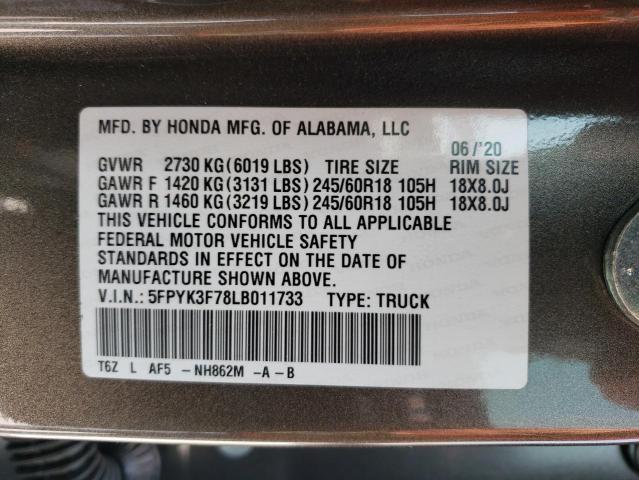 MFD. BY HONDA MFG. OF ALABAMA, LLC
06/'20
GVWR 2730 KG(6019 LBS) TIRE SIZE RIM SIZE
GAWR F 1420 KG(3131 LBS) 245/60R18 105H 18X8.0J
GAWR R 1460 KG(3219 LBS) 245/60R18 105H 18X8.0J
THIS VEHICLE CONFORMS TO ALL APPLICABLE
FEDERAL MOTOR VEHICLE SAFETY
STANDARDS IN EFFECT ON THE DATE OF
MANUFACTURE SHOWN ABOVE.
V.I.N.: 5FPYK3F78LB011733 TYPE: TRUCK
T6Z L AF5 -NH862M -A-B